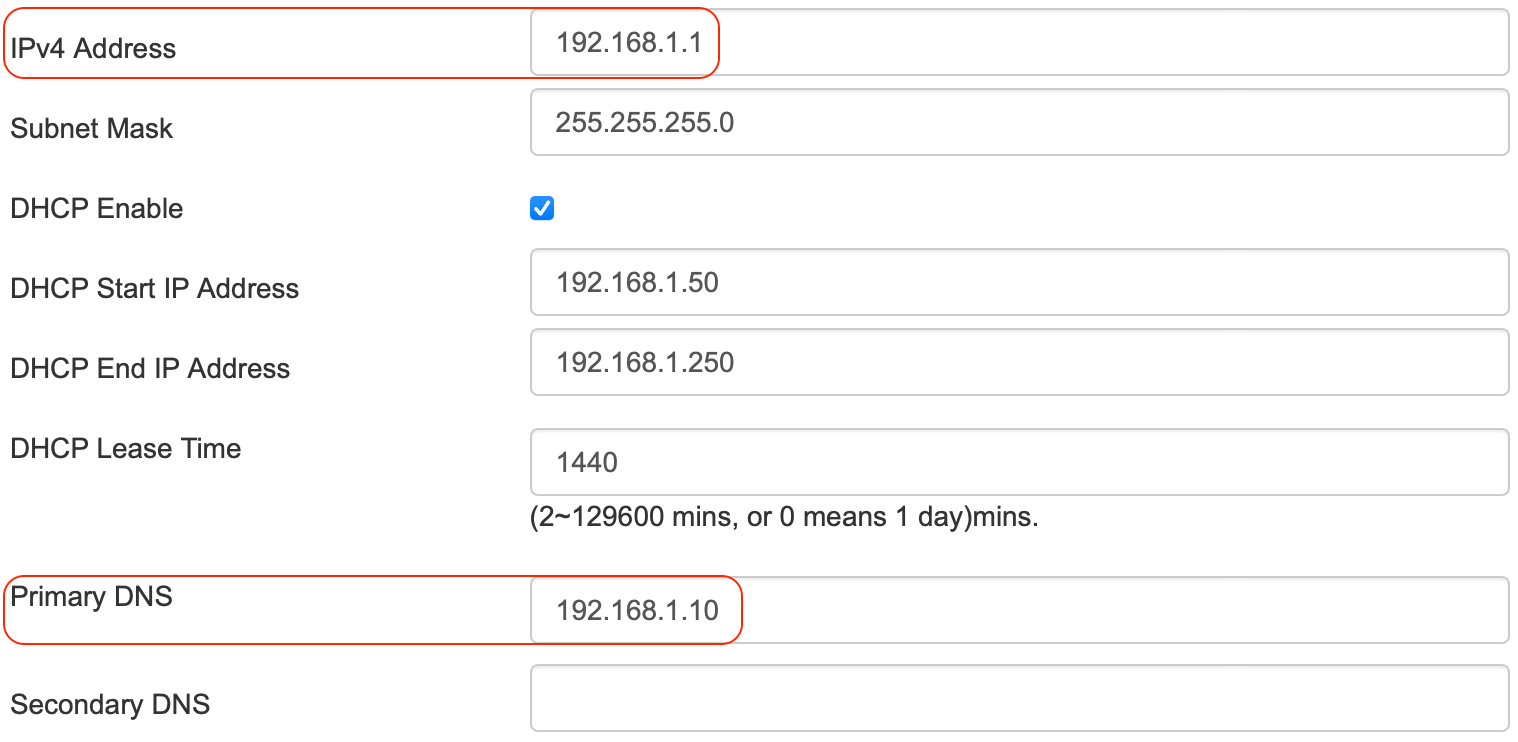 IPv4 Address 192.168.1.1
Subnet Mask 255.255.255.0
DHCP Enable
DHCP Start IP Address 192.168.1.50
DHCP End IP Address 192.168.1.250
DHCP Lease Time 1440
(2~129600 mins, or 0 means 1 day)mins.
Primary DNS 192.168.1.10
Secondary DNS